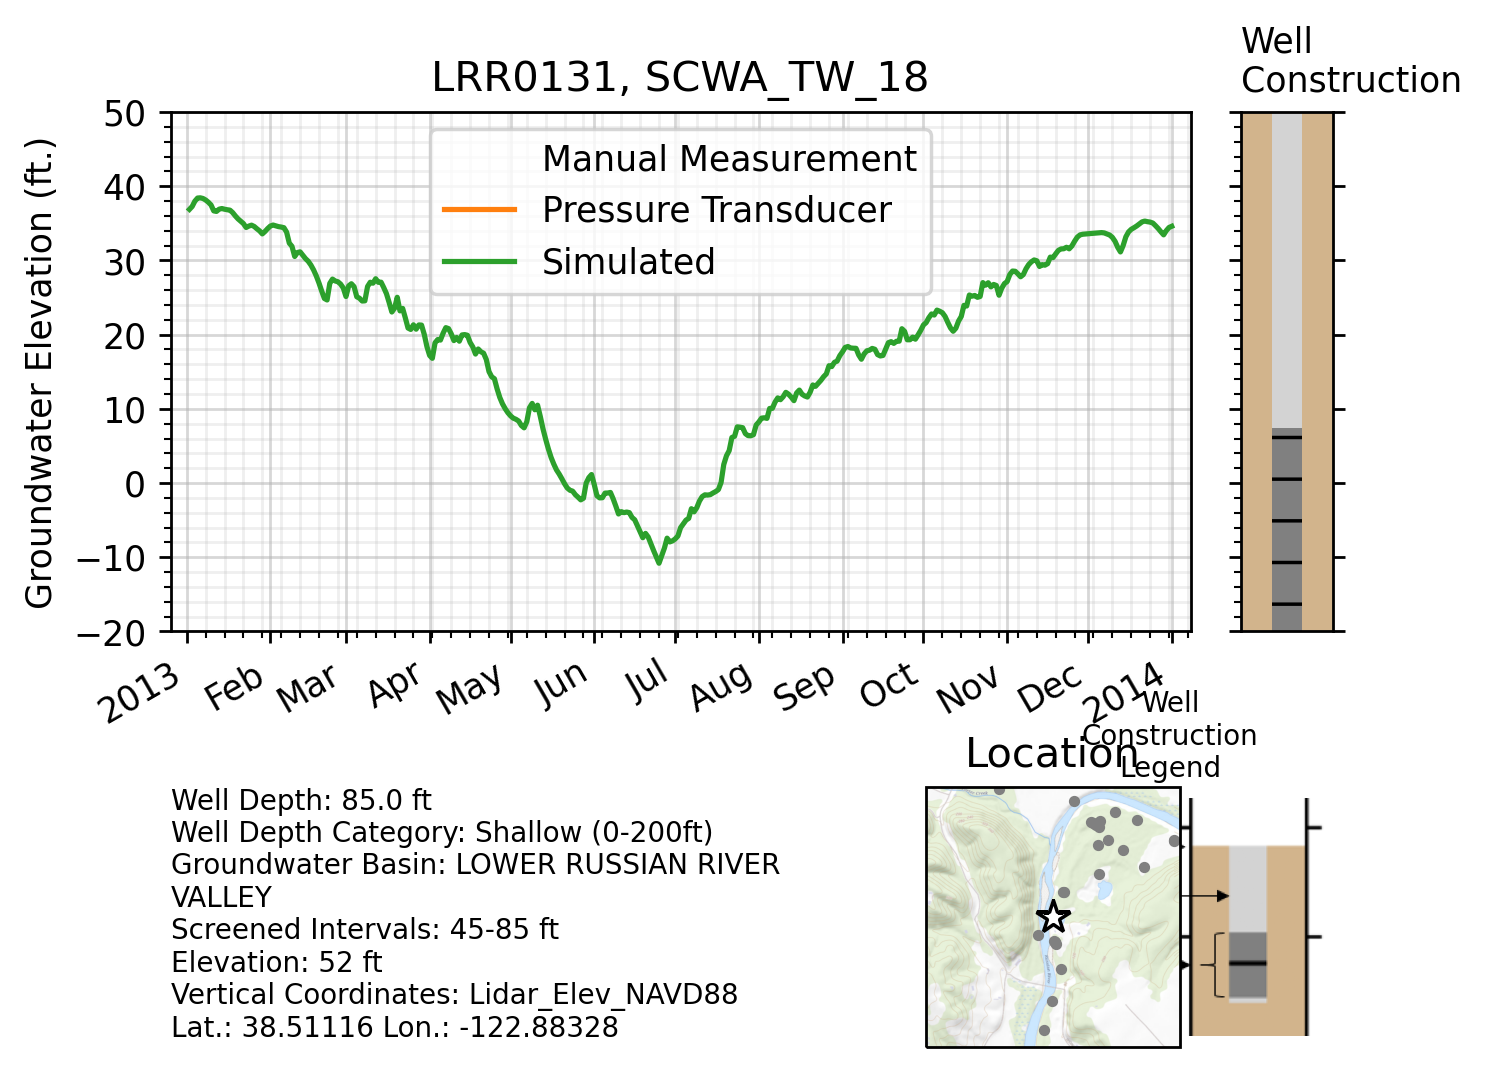 Well
Construction
LRR0131, SCWA_TW_18
Groundwater Elevation (ft.)
50
40
30
20
10
0
−10
−20
Manual Measurement
Pressure Transducer
Simulated
2013 Feb Mar Apr May Jun Jul Aug Sep Oct Nov Dec 2014
Well
Construction
Legend
Location
Well Depth: 85.0 ft
Well Depth Category: Shallow (0-200ft)
Groundwater Basin: LOWER RUSSIAN RIVER
VALLEY
Screened Intervals: 45-85 ft
Elevation: 52 ft
Vertical Coordinates: Lidar_Elev_NAVD88
Lat.: 38.51116 Lon.: -122.88328